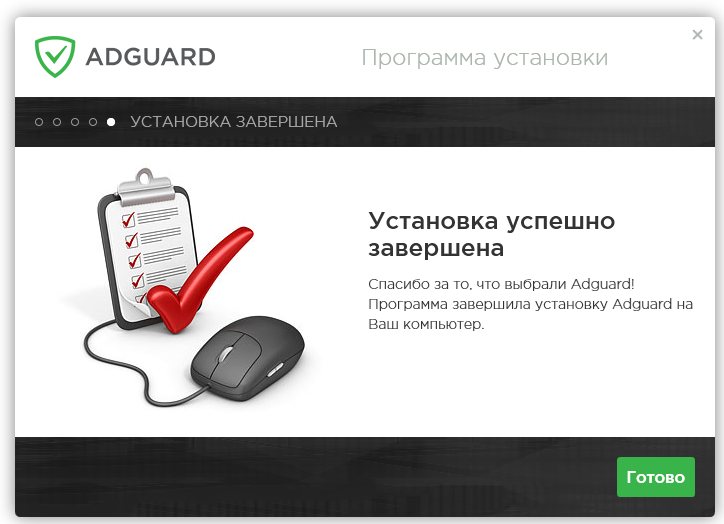 ADGUARD
Программа установки
УСТАНОВКА ЗАВЕРШЕНА
Установка успешно
завершена
Спасибо за то, что выбрали Adguard!
Программа завершила установку Adguard на
Ваш компьютер.
Готово